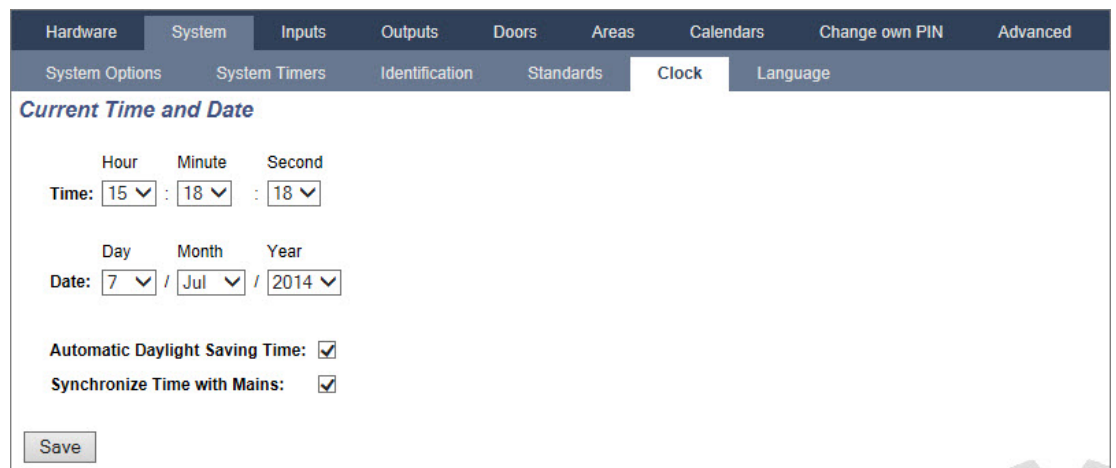 Hardware System Inputs Outputs Doors Areas Calendars Change own PIN Advanced
System Options System Timers Identification Standards Clock Language
Current Time and Date
Hour Minute Second
Time: 15 : 18 : 18
Day Month Year
Date: 7 / Jul / 2014
Automatic Daylight Saving Time:
Synchronize Time with Mains:
Save